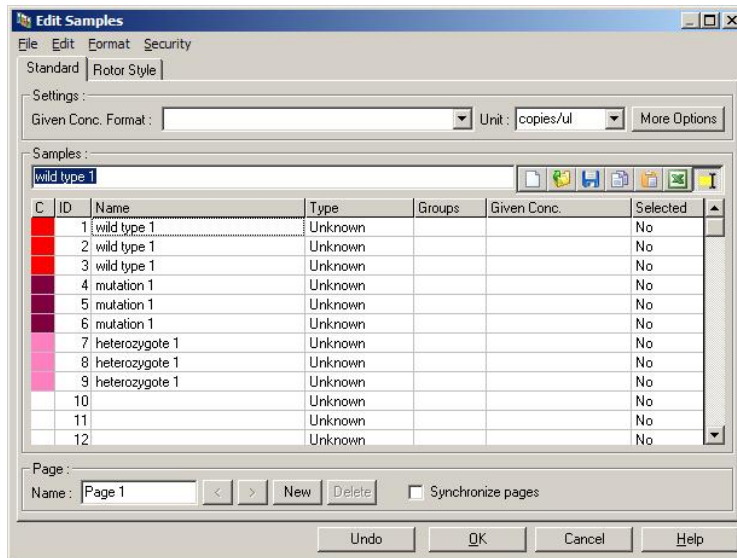 Edit Samples
File Edit Format Security
Standard Rotor Style
Settings :
Given Conc. Format : Unit : copies/ul More Options
Samples :
wild type 1
C ID Name Type Groups Given Conc. Selected
1 wild type 1 Unknown No
2 wild type 1 Unknown No
3 wild type 1 Unknown No
4 mutation 1 Unknown No
5 mutation 1 Unknown No
6 mutation 1 Unknown No
7 heterozygote 1 Unknown No
8 heterozygote 1 Unknown No
9 heterozygote 1 Unknown No
10 Unknown No
11 Unknown No
12 Unknown No
Page :
Name : Page 1 < > New Delete Synchronize pages
Undo OK Cancel Help